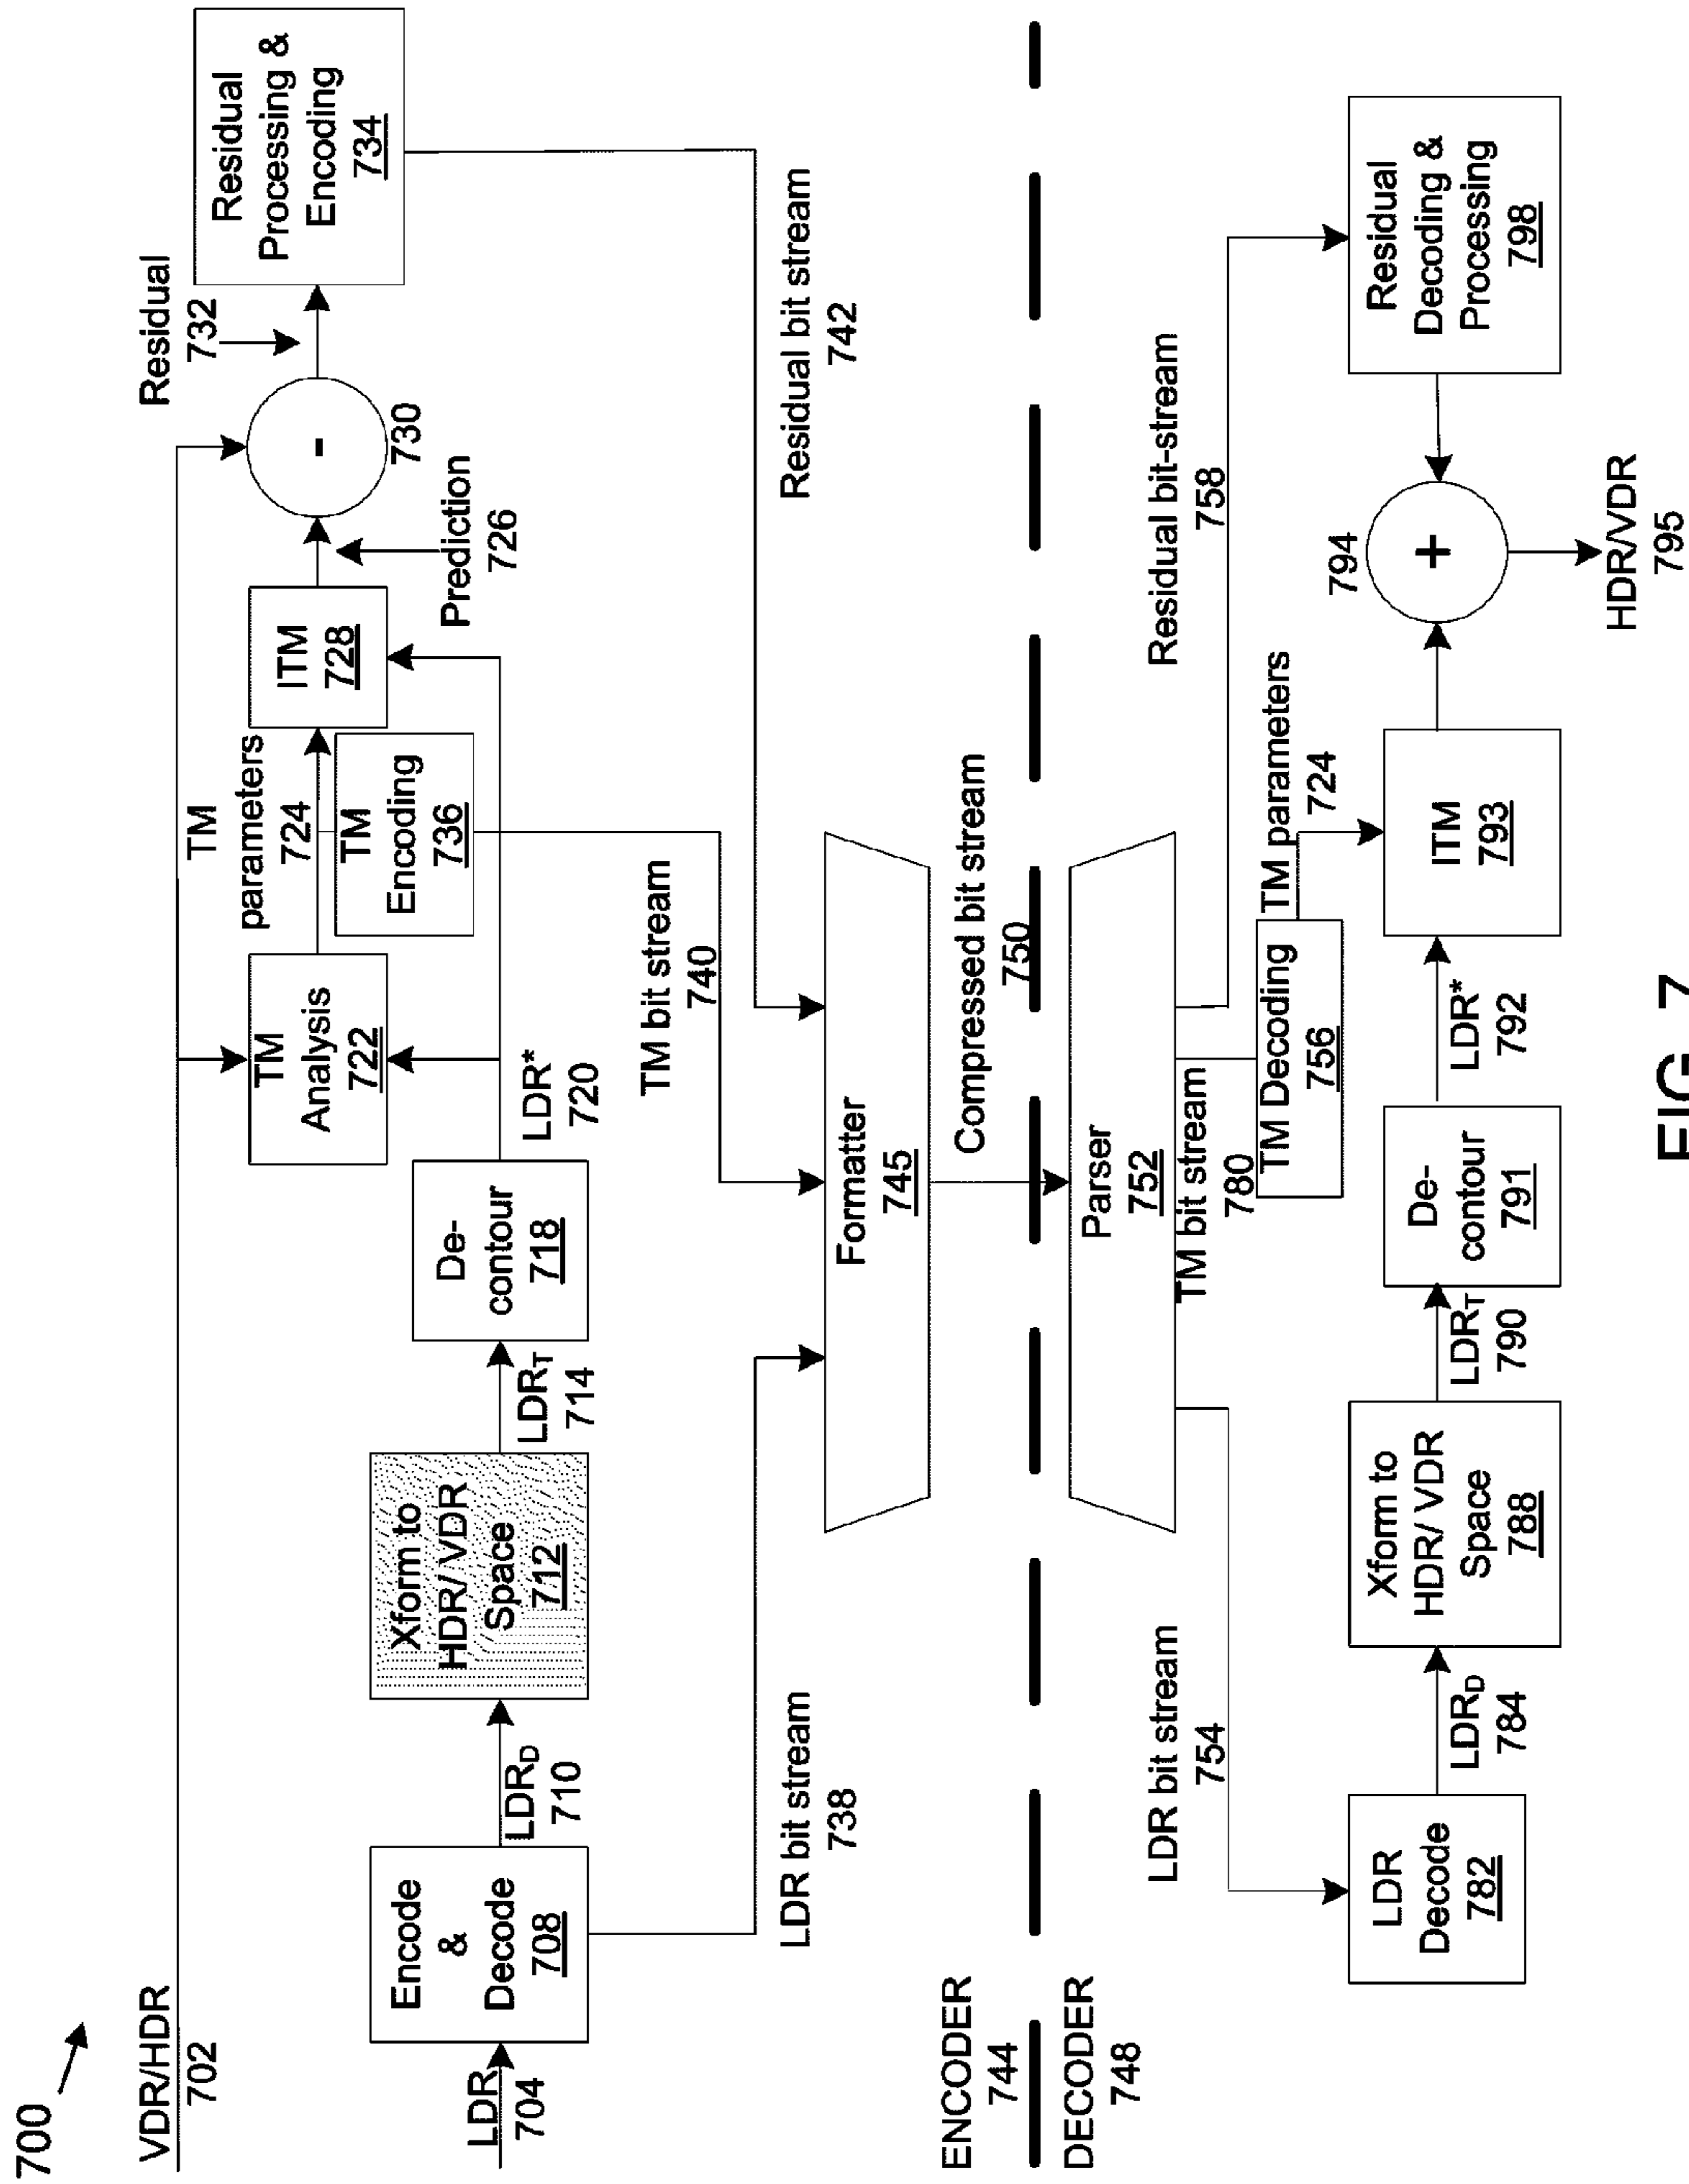 700
VDR/HDR
702
LDR
704
Encode
&
Decode
708
LDRD
710
Xform to
HDR/ VDR
Space
712
LDRT
714
De-
contour
718
LDR*
720
TM
Analysis
722
TM
parameters
724
TM
Encoding
736
ITM
728
Prediction
726
-
730
Residual
732
Residual
Processing &
Encoding
734
LDR bit stream
738
TM bit stream
740
Residual bit stream
742
Formatter
745
Compressed bit stream
750
ENCODER
744
DECODER
748
Parser
752
LDR bit stream
754
TM bit stream
780
TM Decoding
756
TM parameters
724
Residual bit-stream
758
LDR
Decode
782
LDRD
784
Xform to
HDR/ VDR
Space
788
LDRT
790
De-
contour
791
LDR*
792
ITM
793
794
+
HDR/VDR
795
Residual
Decoding &
Processing
798
FIG. 7